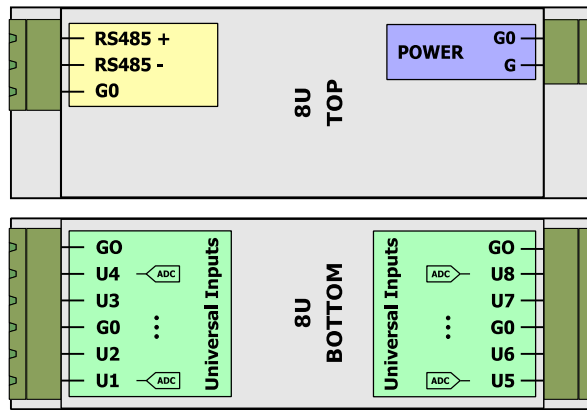 RS485 +
RS485 -
G0
8U
TOP
POWER
G0
G
GO
U4
ADC
U3
G0
U2
U1
ADC
Universal Inputs
8U
BOTTOM
Universal Inputs
GO
ADC
U8
U7
G0
U6
ADC
U5